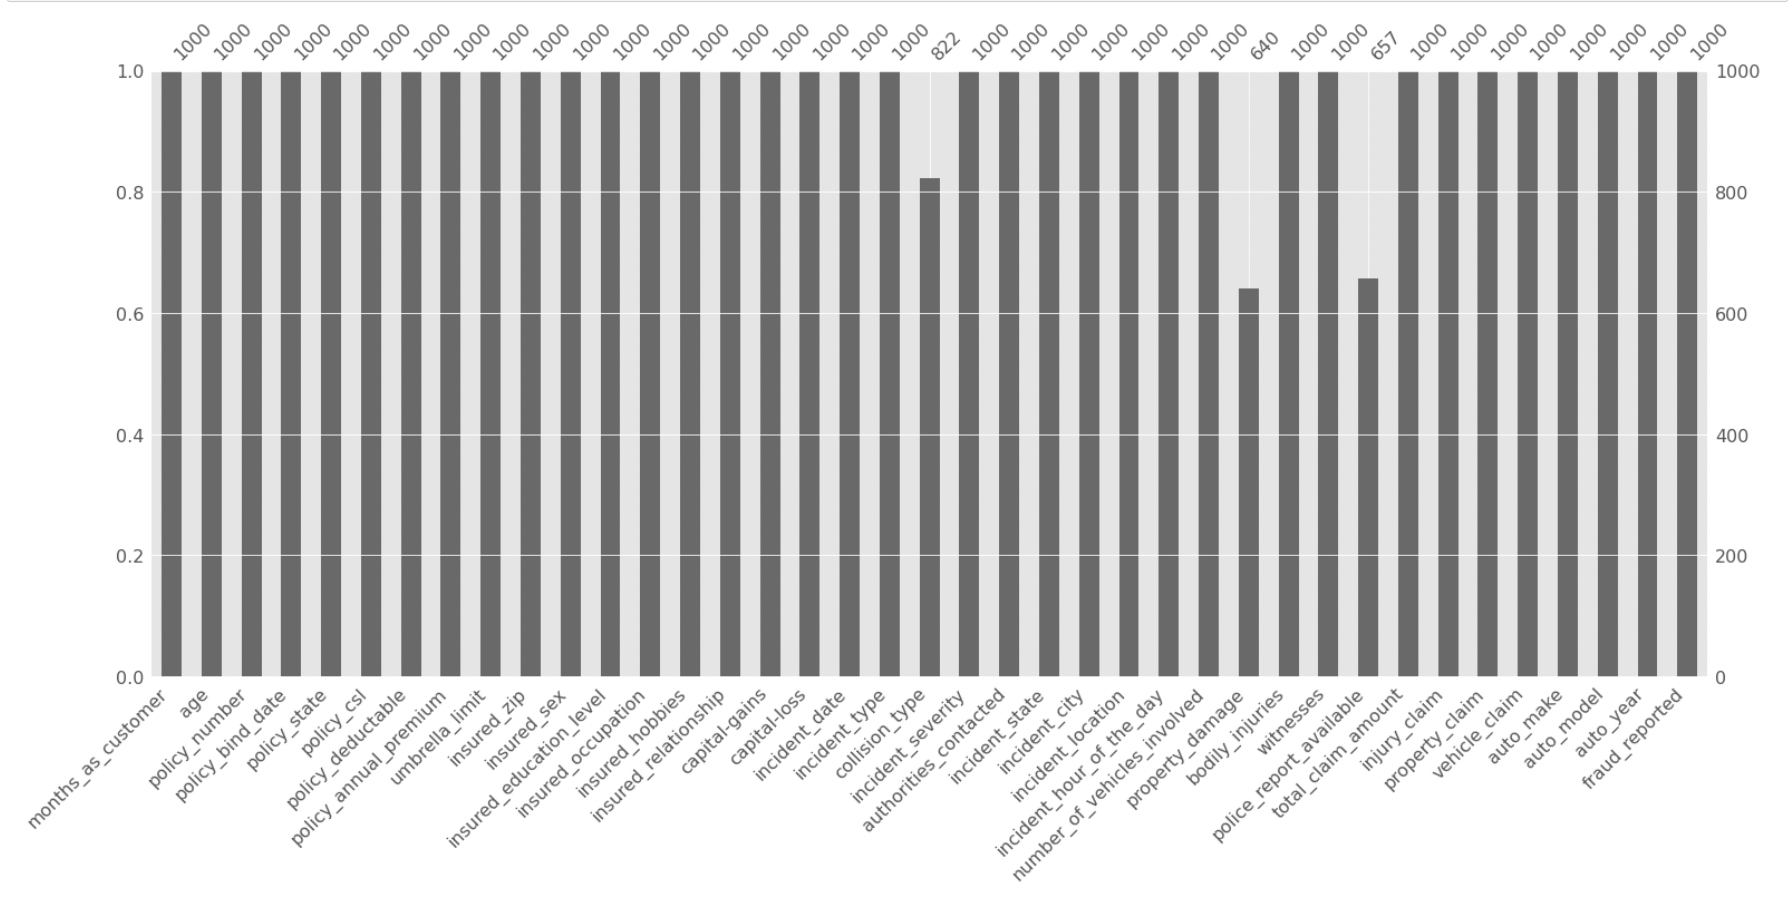 1000 1000 1000 1000 1000 1000 1000 1000 1000 1000 1000 1000 1000 1000 1000 1000 1000 1000 1000 822 1000 1000 1000 1000 1000 1000 1000 640 1000 1000 657 1000 1000 1000 1000 1000 1000 1000 1000
1.0 1000
0.8 800
0.6 600
0.4 400
0.2 200
0.0 0
months_as_customer
age
policy_number
policy_bind_date
policy_state
policy_csl
policy_deductable
policy_annual_premium
umbrella_limit
insured_zip
insured_sex
insured_education_level
insured_occupation
insured_hobbies
insured_relationship
capital-gains
capital-loss
incident_date
incident_type
collision_type
incident_severity
authorities_contacted
incident_state
incident_city
incident_location
incident_hour_of_the_day
number_of_vehicles_involved
property_damage
bodily_injuries
witnesses
police_report_available
total_claim_amount
injury_claim
property_claim
vehicle_claim
auto_make
auto_model
auto_year
fraud_reported